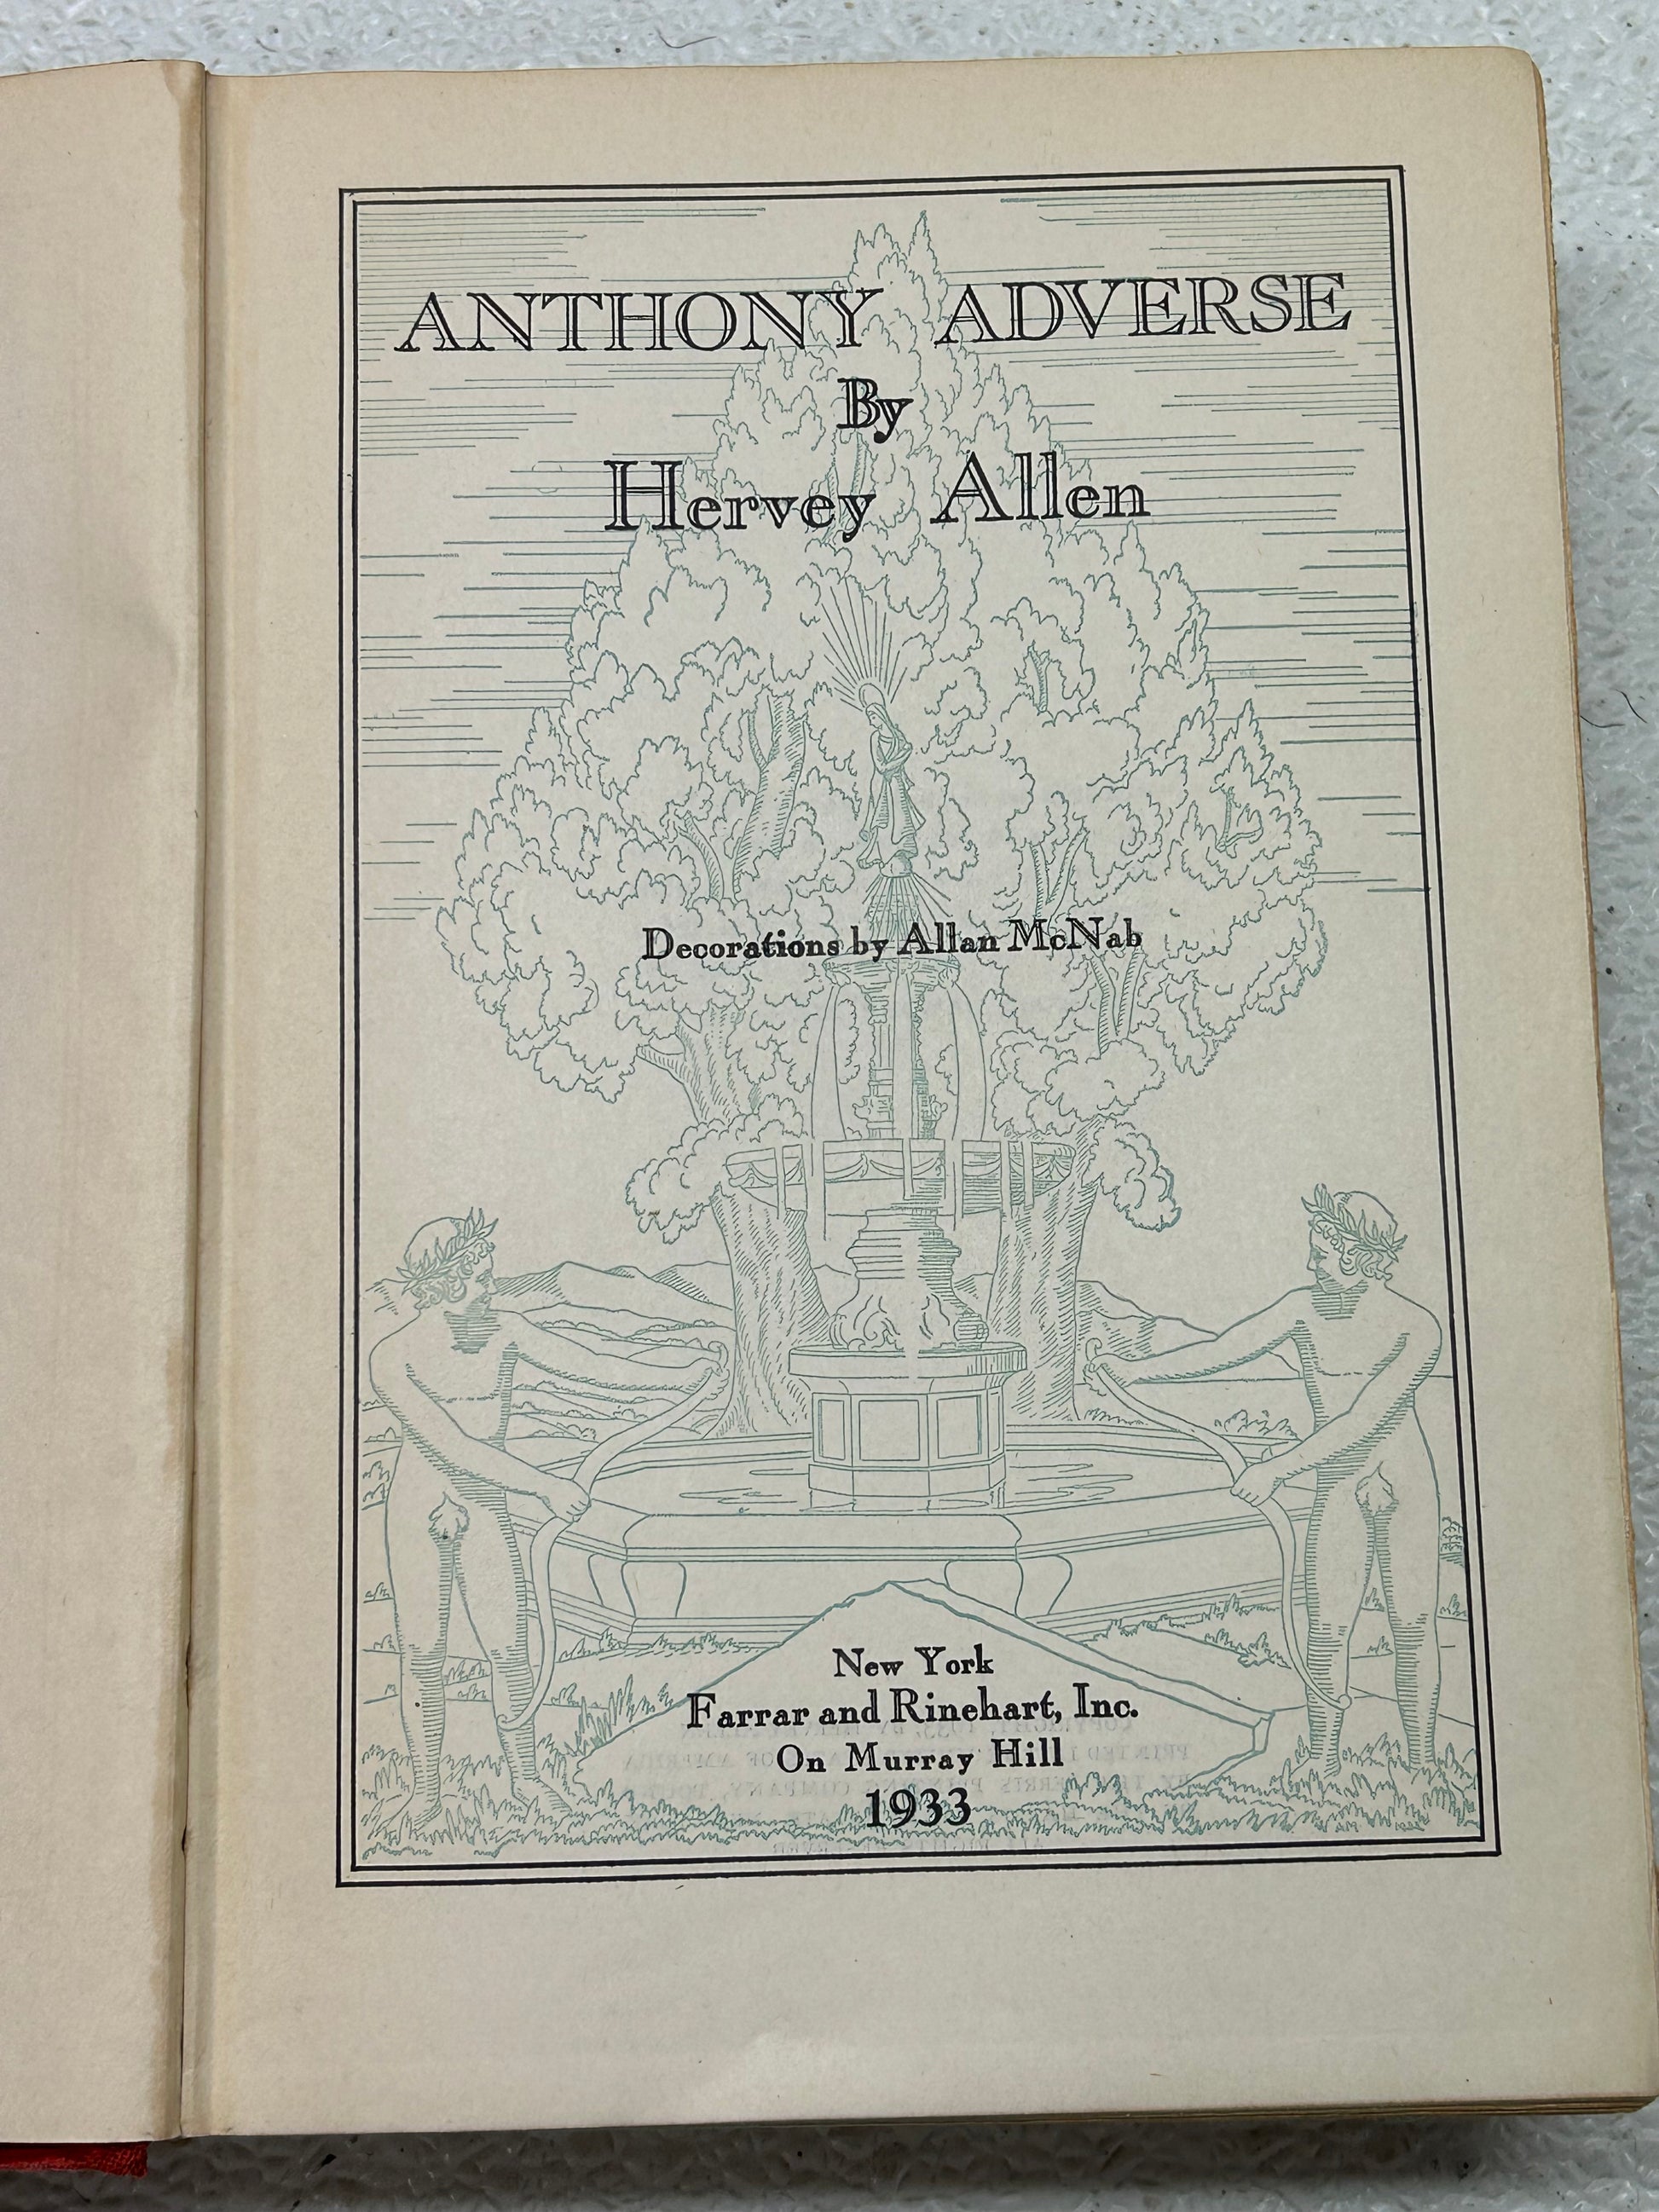 ANTHONY ADVERSE
By
Hervey Allen
Decorations by Allan McNab
New York
Farrar and Rinehart, Inc.
On Murray Hill
1933